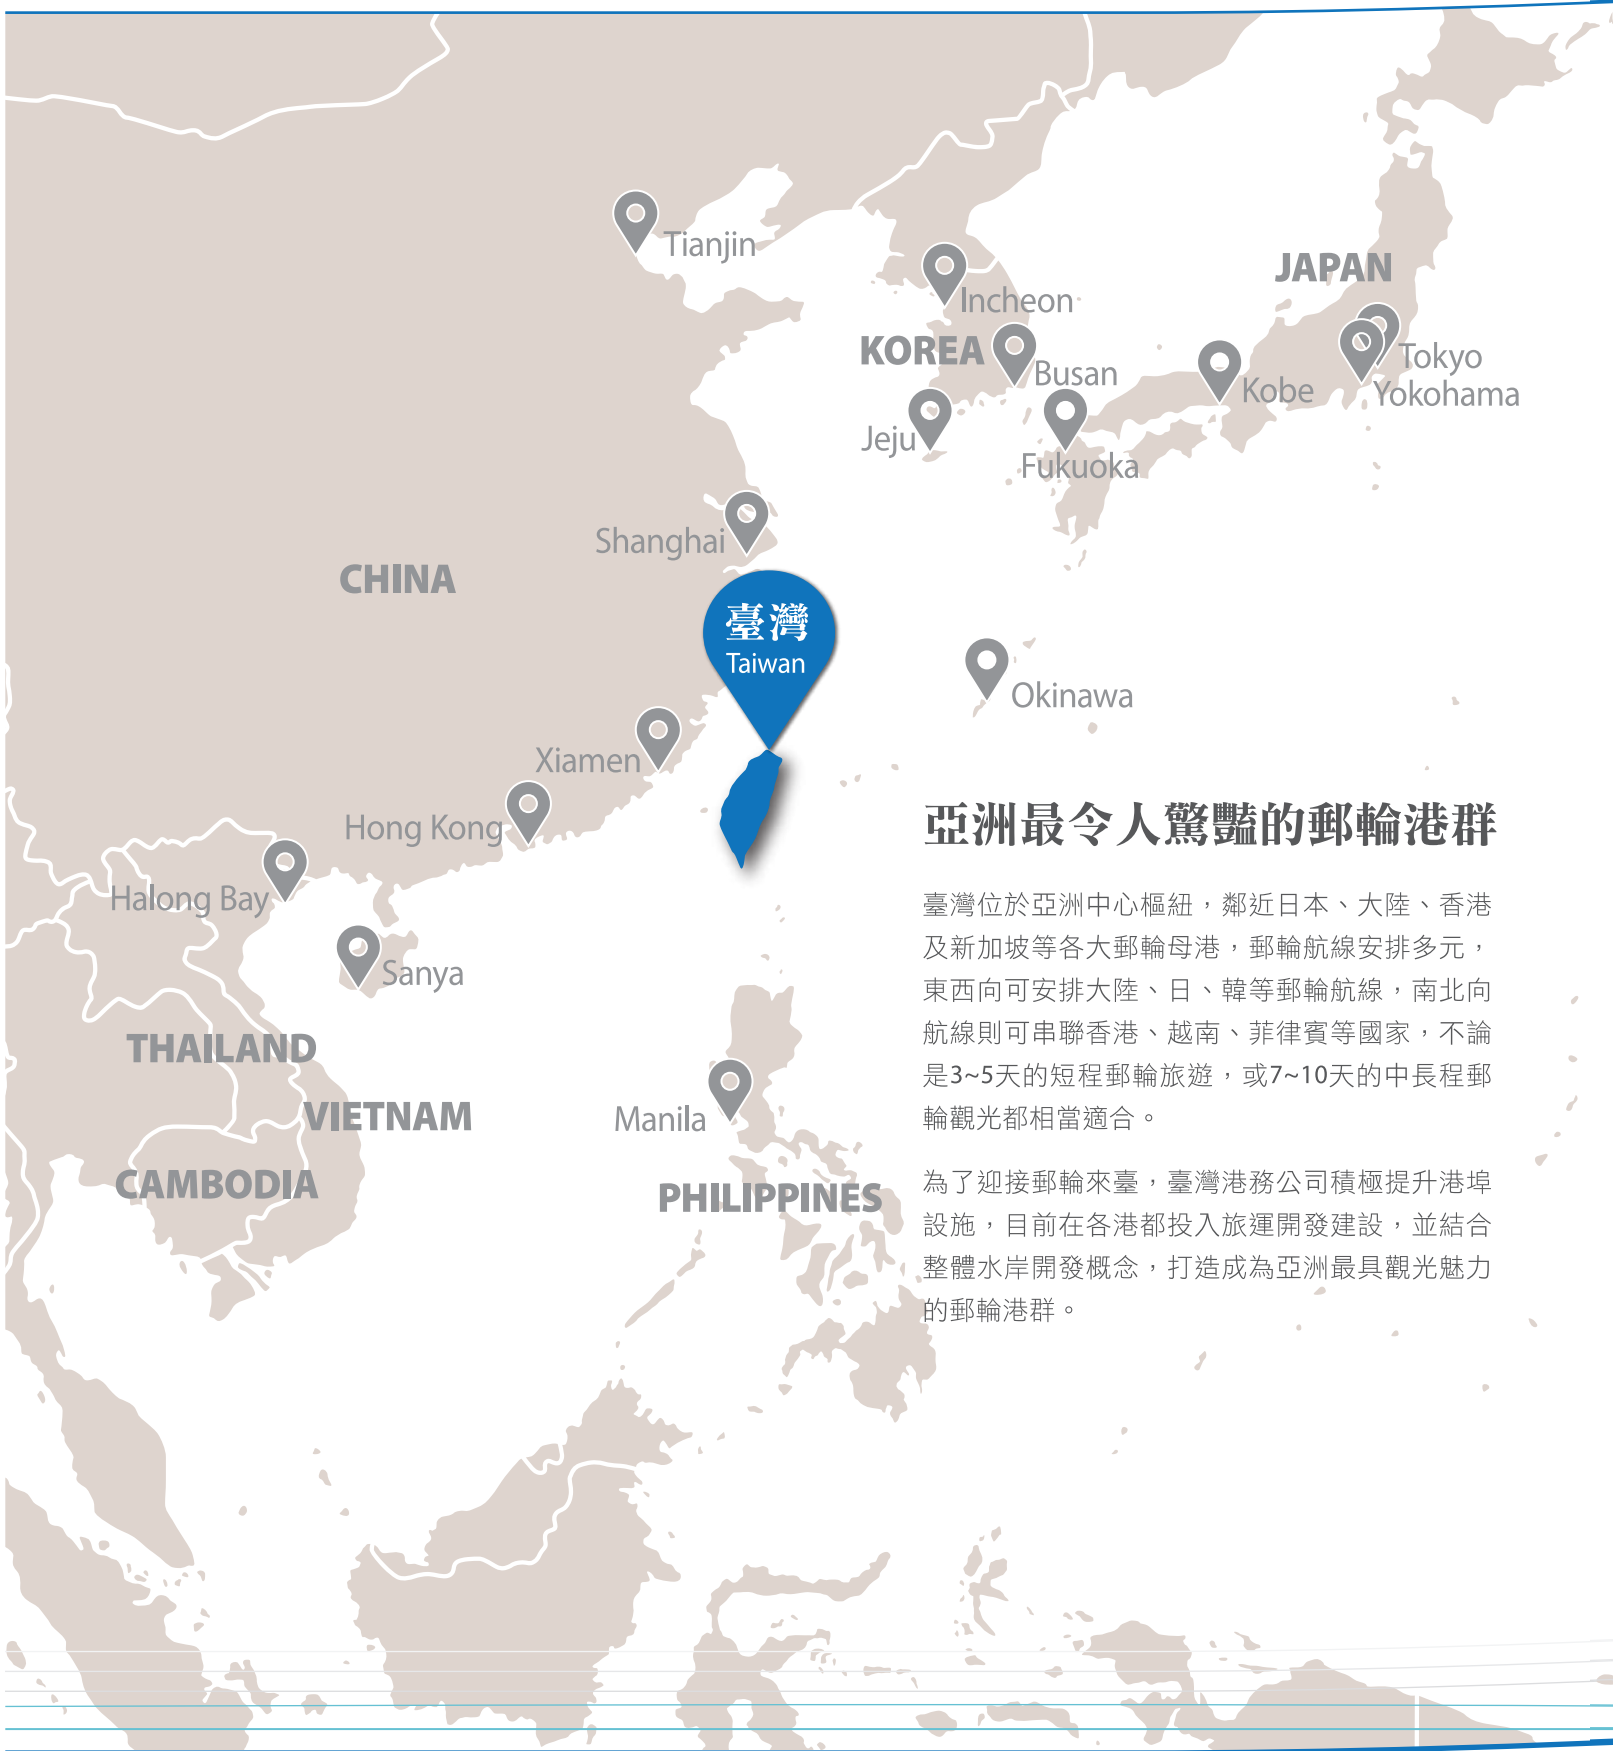 Tianjin
Incheon
JAPAN
KOREA
Busan
Tokyo
Kobe
Yokohama
Jeju
Fukuoka
Shanghai
CHINA
臺灣
Taiwan
Okinawa
Xiamen
Hong Kong
Halong Bay
Sanya
THAILAND
VIETNAM
Manila
CAMBODIA
PHILIPPINES
亞洲最令人驚豔的郵輪港群
臺灣位於亞洲中心樞紐，鄰近日本、大陸、香港
及新加坡等各大郵輪母港，郵輪航線安排多元，
東西向可安排大陸、日、韓等郵輪航線，南北向
航線則可串聯香港、越南、菲律賓等國家，不論
是3~5天的短程郵輪旅遊，或7~10天的中長程郵
輪觀光都相當適合。
為了迎接郵輪來臺，臺灣港務公司積極提升港埠
設施，目前在各港都投入旅運開發建設，並結合
整體水岸開發概念，打造成為亞洲最具觀光魅力
的郵輪港群。